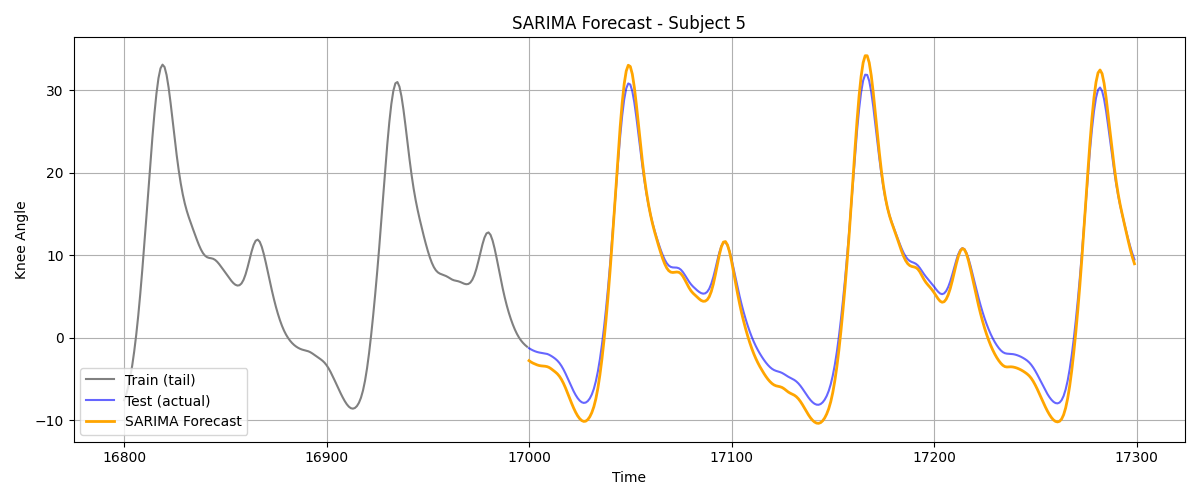 SARIMA Forecast - Subject 5
Knee Angle
30
20
10
0
−10
Train (tail)
Test (actual)
SARIMA Forecast
16800 16900 17000 17100 17200 17300
Time